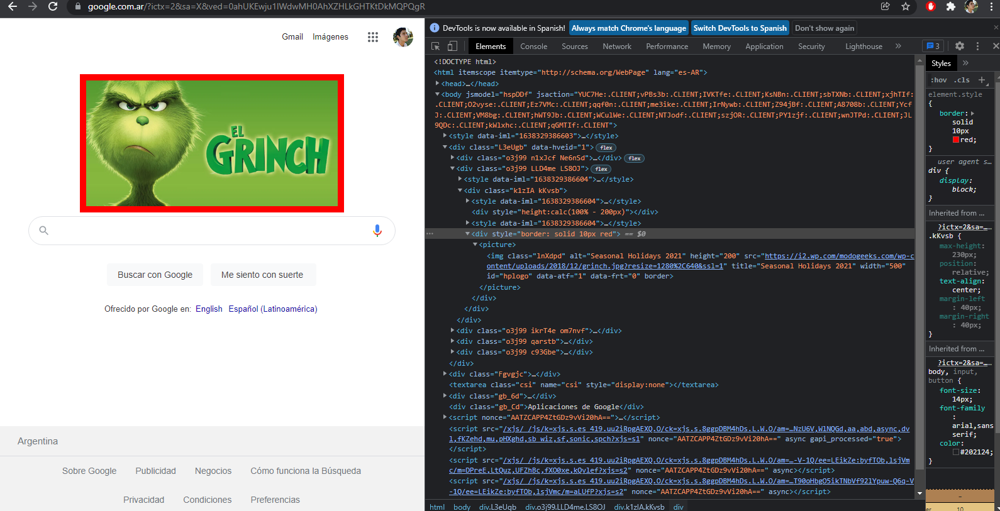 google.com.ar/?ictx=2&sa=X&ved=0ahUKEwju1IWdwMH0AhXZHLkGHTKtDkMQPQgR
Gmail Imágenes
EL
GRINCH
Buscar con Google Me siento con suerte
Ofrecido por Google en: English Español (Latinoamérica)
Argentina
Sobre Google Publicidad Negocios Cómo funciona la Búsqueda
Privacidad Condiciones Preferencias
DevTools is now available in Spanish! Always match Chrome's language Switch DevTools to Spanish Don't show again
Elements Console Sources Network Performance Memory Application Security Lighthouse » 3
<!DOCTYPE html>
<html itemscope itemtype="http://schema.org/WebPage" lang="es-AR">
<head>…</head>
<body jsmodel="hspDDf" jsaction="YUC7He:.CLIENT;vPBs3b:.CLIENT;IVKTfe:.CLIENT;KsNBn:.CLIENT;sbTXNb:.CLIENT;xjhTIf:
.CLIENT;O2vyse:.CLIENT;Ez7VMc:.CLIENT;qqf0n:.CLIENT;me3ike:.CLIENT;IrNywb:.CLIENT;Z94jBf:.CLIENT;A8708b:.CLIENT;Ycf
J:.CLIENT;VM8bg:.CLIENT;hWT9Jb:.CLIENT;WCulWe:.CLIENT;NTJodf:.CLIENT;szjOR:.CLIENT;PY1zjf:.CLIENT;wnJTPd:.CLIENT;JL
9QDc:.CLIENT;kWlxhc:.CLIENT;qGMTIf:.CLIENT">
<style data-iml="1638329386603">…</style>
<div class="L3eUgb" data-hveid="1"> flex
<div class="o3j99 n1xJcf Ne6nSd">…</div> flex
<div class="o3j99 LLD4me LS8OJ"> flex
<style data-iml="1638329386604">…</style>
<div class="k1zIA kKvsb">
<style data-iml="1638329386604">…</style>
<div style="height:calc(100% - 200px)"></div>
<style data-iml="1638329386604">…</style>
<div style="border: solid 10px red"> == $0
<picture>
<img class="lnXdpd" alt="Seasonal Holidays 2021" height="200" src="https://i2.wp.com/modogeeks.com/wp-c
ontent/uploads/2018/12/grinch.jpg?resize=1280%2C640&ssl=1" title="Seasonal Holidays 2021" width="500"
id="hplogo" data-atf="1" data-frt="0" border>
</picture>
</div>
</div>
</div>
<div class="o3j99 ikrT4e om7nvf">…</div>
<div class="o3j99 qarstb">…</div>
<div class="o3j99 c93Gbe">…</div>
</div>
<div class="Fgvgjc">…</div>
<textarea class="csi" name="csi" style="display:none"></textarea>
<div class="gb_6d">…</div>
<div class="gb_Cd">Aplicaciones de Google</div>
<script nonce="AATZCAPP4ZtGDz9vVi20hA==">…</script>
<script src="/xjs/_/js/k=xjs.s.es_419.uu2iRpgAEXQ.O/ck=xjs.s.8ggpDBM4hDs.L.W.O/am=…NzU6V,WlNQGd,aa,abd,async,dv
l,fKZehd,mu,pHXghd,sb_wiz,sf,sonic,spch?xjs=s1" nonce="AATZCAPP4ZtGDz9vVi20hA==" async gapi_processed="true">
</script>
<script src="/xjs/_/js/k=xjs.s.es_419.uu2iRpgAEXQ.O/ck=xjs.s.8ggpDBM4hDs.L.W.O/am=…-V-1Q/ee=LEikZe:byfTOb,lsjVm
c/m=DPreE,LtQuz,UFZhBc,fXO0xe,kQvlef?xjs=s2" nonce="AATZCAPP4ZtGDz9vVi20hA==" async></script>
<script src="/xjs/_/js/k=xjs.s.es_419.uu2iRpgAEXQ.O/ck=xjs.s.8ggpDBM4hDs.L.W.O/am=…T90oHbgO5ikTNbVf92lYpuw-Q6q-V
-1Q/ee=LEikZe:byfTOb,lsjVmc/m=aLUfP?xjs=s2" nonce="AATZCAPP4ZtGDz9vVi20hA==" async></script>
html body div.L3eUgb div.o3j99.LLD4me.LS8OJ div.k1zIA.kKvsb div
Styles »
:hov .cls +
element.style
{
border:
solid
10px
red;
}
user agent s…
div {
display:
block;
}
Inherited from …
?ictx=2&sa=…
.kKvsb {
max-height:
230px;
position:
relative;
text-align:
center;
margin-left
: 40px;
margin-right
: 40px;
}
Inherited from …
?ictx=2&sa=…
body, input,
button {
font-size:
14px;
font-family
:
arial,sans
serif;
color:
#202124;
}
-
er 10